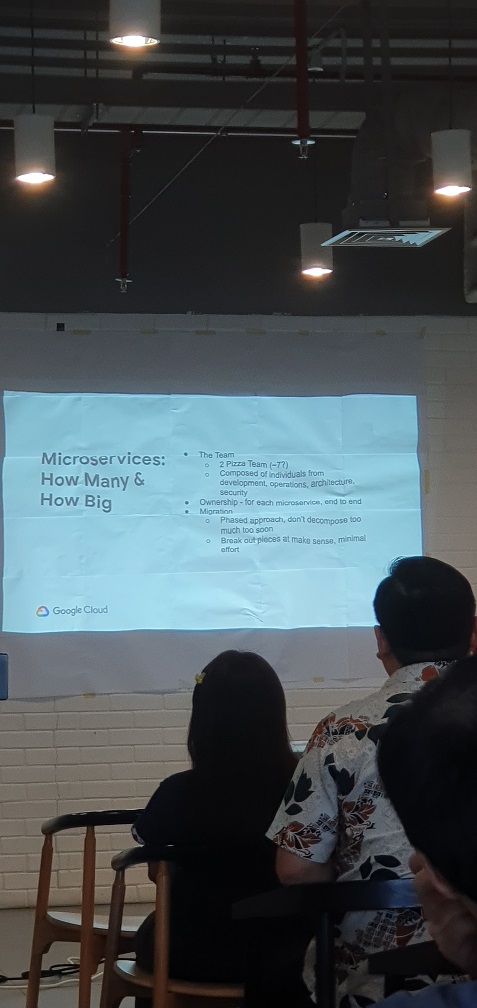 Microservices:
How Many &
How Big
The Team
2 Pizza Team (~7?)
Composed of individuals from
development, operations, architecture,
security
Ownership - for each microservice, end to end
Migration
Phased approach, don't decompose too
much too soon
Break out pieces at make sense, minimal
effort
Google Cloud